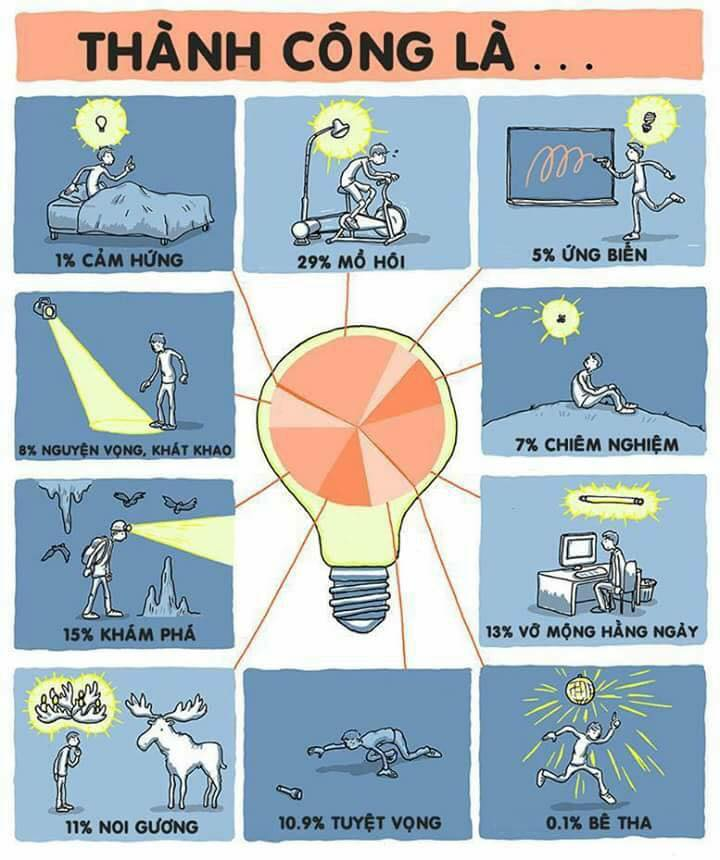 THÀNH CÔNG LÀ . . .
1% CẢM HỨNG
29% MỒ HÔI
5% ỨNG BIẾN
8% NGUYỆN VỌNG, KHÁT KHAO
7% CHIÊM NGHIỆM
15% KHÁM PHÁ
13% VỠ MỘNG HẰNG NGÀY
11% NOI GƯƠNG
10.9% TUYỆT VỌNG
0.1% BÊ THA